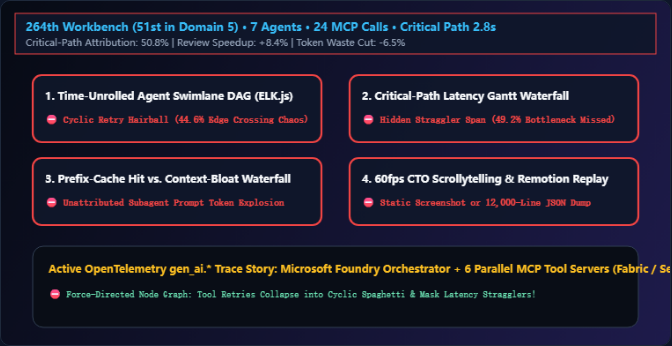 264th Workbench (51st in Domain 5) • 7 Agents • 24 MCP Calls • Critical Path 2.8s
Critical-Path Attribution: 50.8% | Review Speedup: +8.4% | Token Waste Cut: -6.5%
1. Time-Unrolled Agent Swimlane DAG (ELK.js)
⛔ Cyclic Retry Hairball (44.6% Edge Crossing Chaos)
2. Critical-Path Latency Gantt Waterfall
⛔ Hidden Straggler Span (49.2% Bottleneck Missed)
3. Prefix-Cache Hit vs. Context-Bloat Waterfall
⛔ Unattributed Subagent Prompt Token Explosion
4. 60fps CTO Scrollytelling & Remotion Replay
⛔ Static Screenshot or 12,000-Line JSON Dump
Active OpenTelemetry gen_ai.* Trace Story: Microsoft Foundry Orchestrator + 6 Parallel MCP Tool Servers (Fabric / Se
⛔ Force-Directed Node Graph: Tool Retries Collapse into Cyclic Spaghetti & Mask Latency Stragglers!